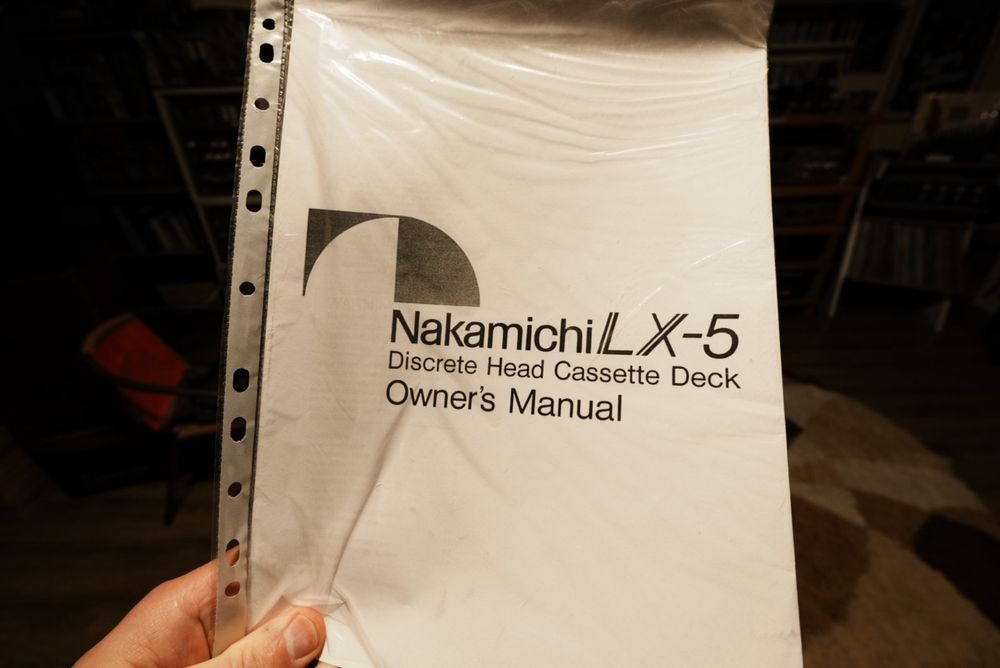 Nakamichi LX-5
Discrete Head Cassette Deck
Owner's Manual